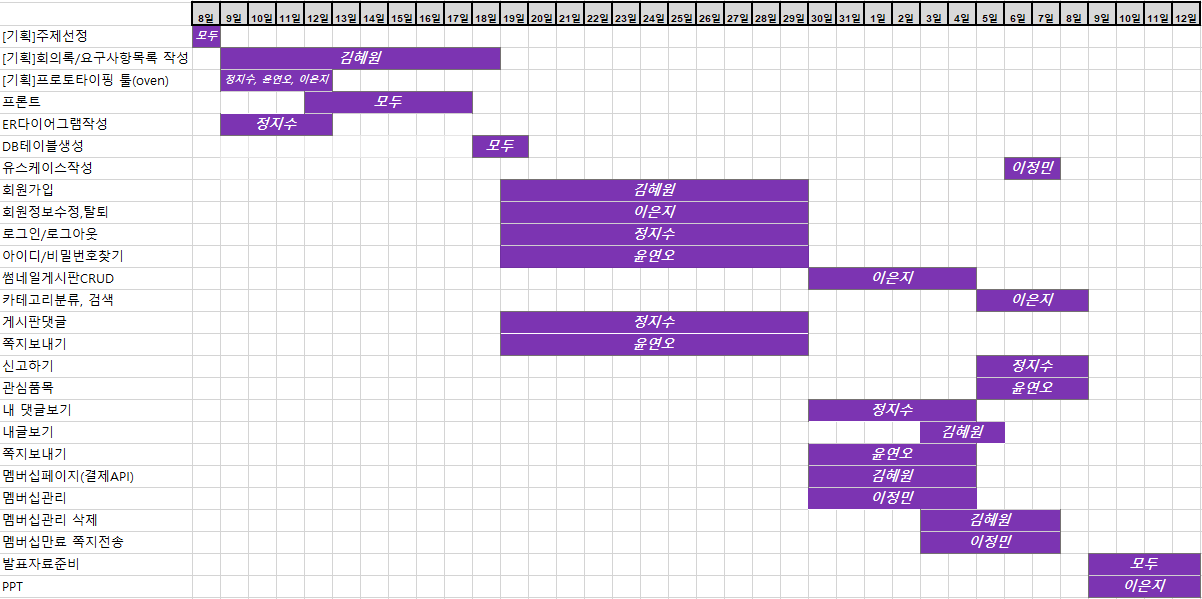 8일 9일 10일 11일 12일 13일 14일 15일 16일 17일 18일 19일 20일 21일 22일 23일 24일 25일 26일 27일 28일 29일 30일 31일 1일 2일 3일 4일 5일 6일 7일 8일 9일 10일 11일 12일
[기획]주제선정 모두
[기획]회의록/요구사항목록 작성 김혜원
[기획]프로토타이핑 툴(oven) 정지수, 윤연오, 이은지
프론트 모두
ER다이어그램작성 정지수
DB테이블생성 모두
유스케이스작성 이정민
회원가입 김혜원
회원정보수정,탈퇴 이은지
로그인/로그아웃 정지수
아이디/비밀번호찾기 윤연오
썸네일게시판CRUD 이은지
카테고리분류, 검색 이은지
게시판댓글 정지수
쪽지보내기 윤연오
신고하기 정지수
관심품목 윤연오
내 댓글보기 정지수
내글보기 김혜원
쪽지보내기 윤연오
멤버십페이지(결제API) 김혜원
멤버십관리 이정민
멤버십관리 삭제 김혜원
멤버십만료 쪽지전송 이정민
발표자료준비 모두
PPT 이은지